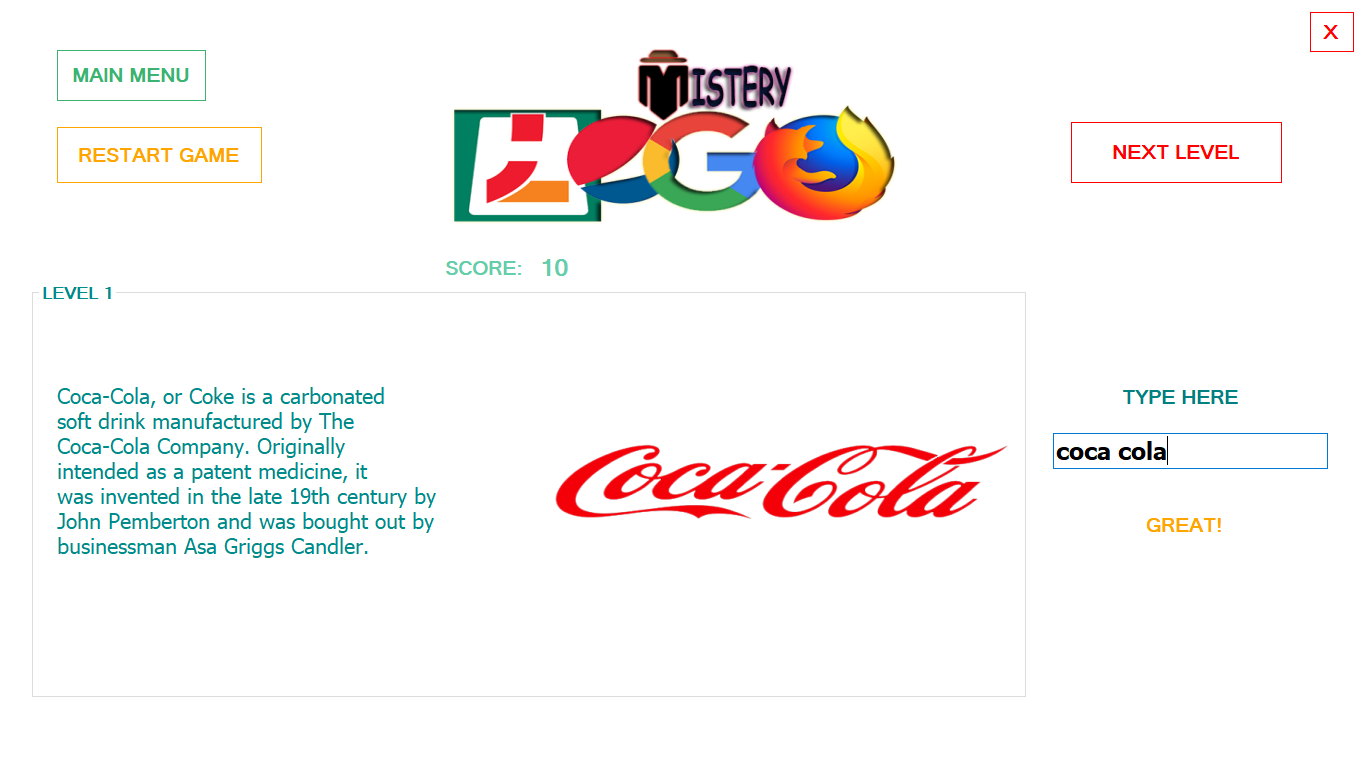 X
MAIN MENU
MISTERY
LOGO
RESTART GAME
NEXT LEVEL
SCORE: 10
LEVEL 1
Coca-Cola, or Coke is a carbonated
soft drink manufactured by The
Coca-Cola Company. Originally
intended as a patent medicine, it
was invented in the late 19th century by
John Pemberton and was bought out by
businessman Asa Griggs Candler.
Coca-Cola
TYPE HERE
coca cola
GREAT!